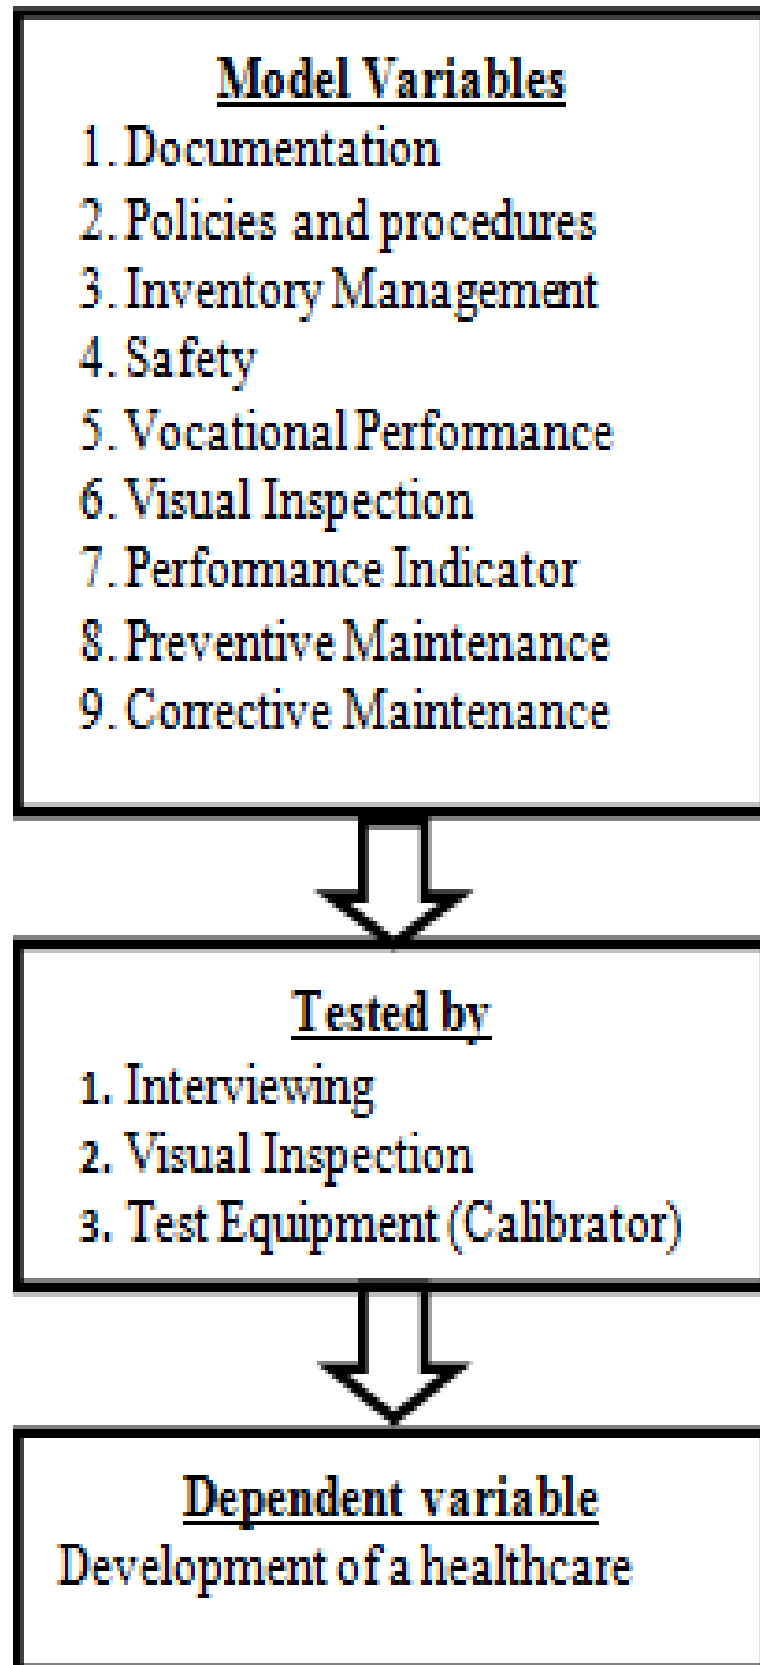 Model Variables
1. Documentation
2. Policies and procedures
3. Inventory Management
4. Safety
5. Vocational Performance
6. Visual Inspection
7. Performance Indicator
8. Preventive Maintenance
9. Corrective Maintenance
Tested by
1. Interviewing
2. Visual Inspection
3. Test Equipment (Calibrator)
Dependent variable
Development of a healthcare